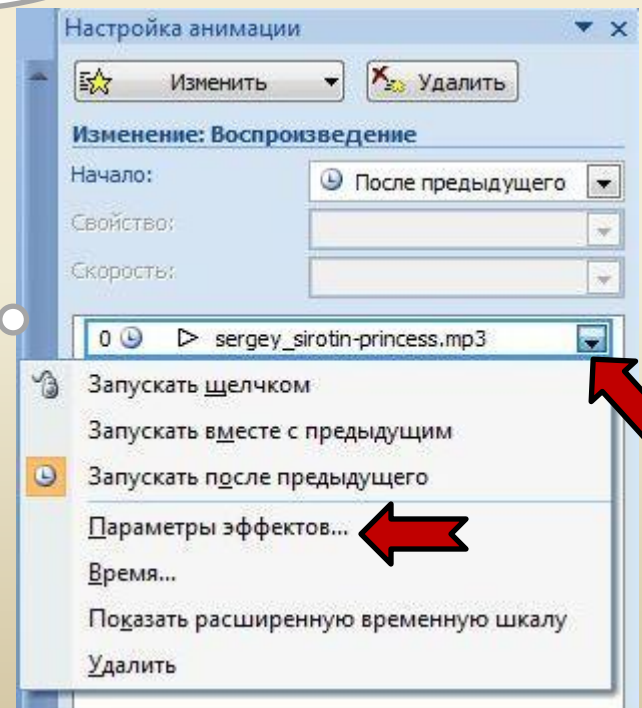 Настройка анимации
Изменить Удалить
Изменение: Воспроизведение
Начало: После предыдущего
Свойство:
Скорость:
0 sergey_sirotin-princess.mp3
Запускать щелчком
Запускать вместе с предыдущим
Запускать после предыдущего
Параметры эффектов...
Время...
Показать расширенную временную шкалу
Удалить